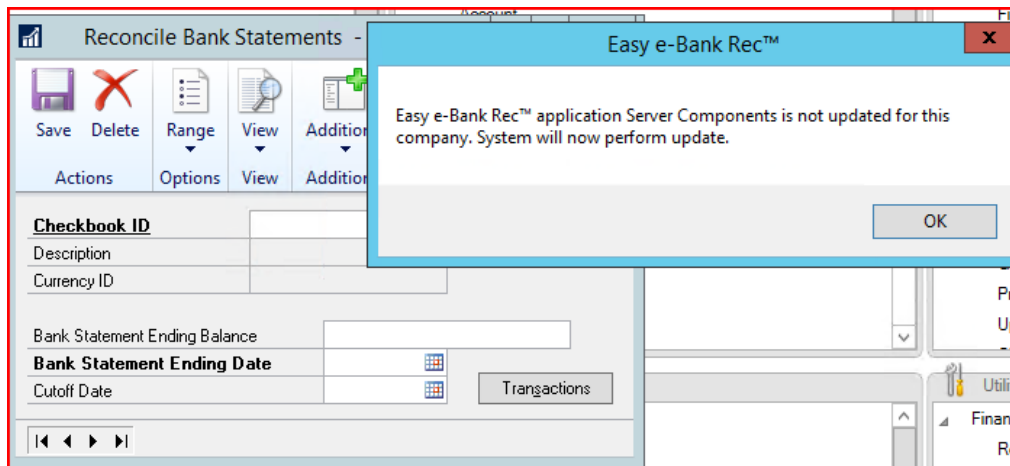 Account
Reconcile Bank Statements -
Easy e-Bank Rec™
x
Easy e-Bank Rec™ application Server Components is not updated for this
company. System will now perform update.
OK
Save Delete Range View Addition
Actions Options View Addition
Checkbook ID
Description
Currency ID
Bank Statement Ending Balance
Bank Statement Ending Date
Cutoff Date
Transactions
Utili
Finan